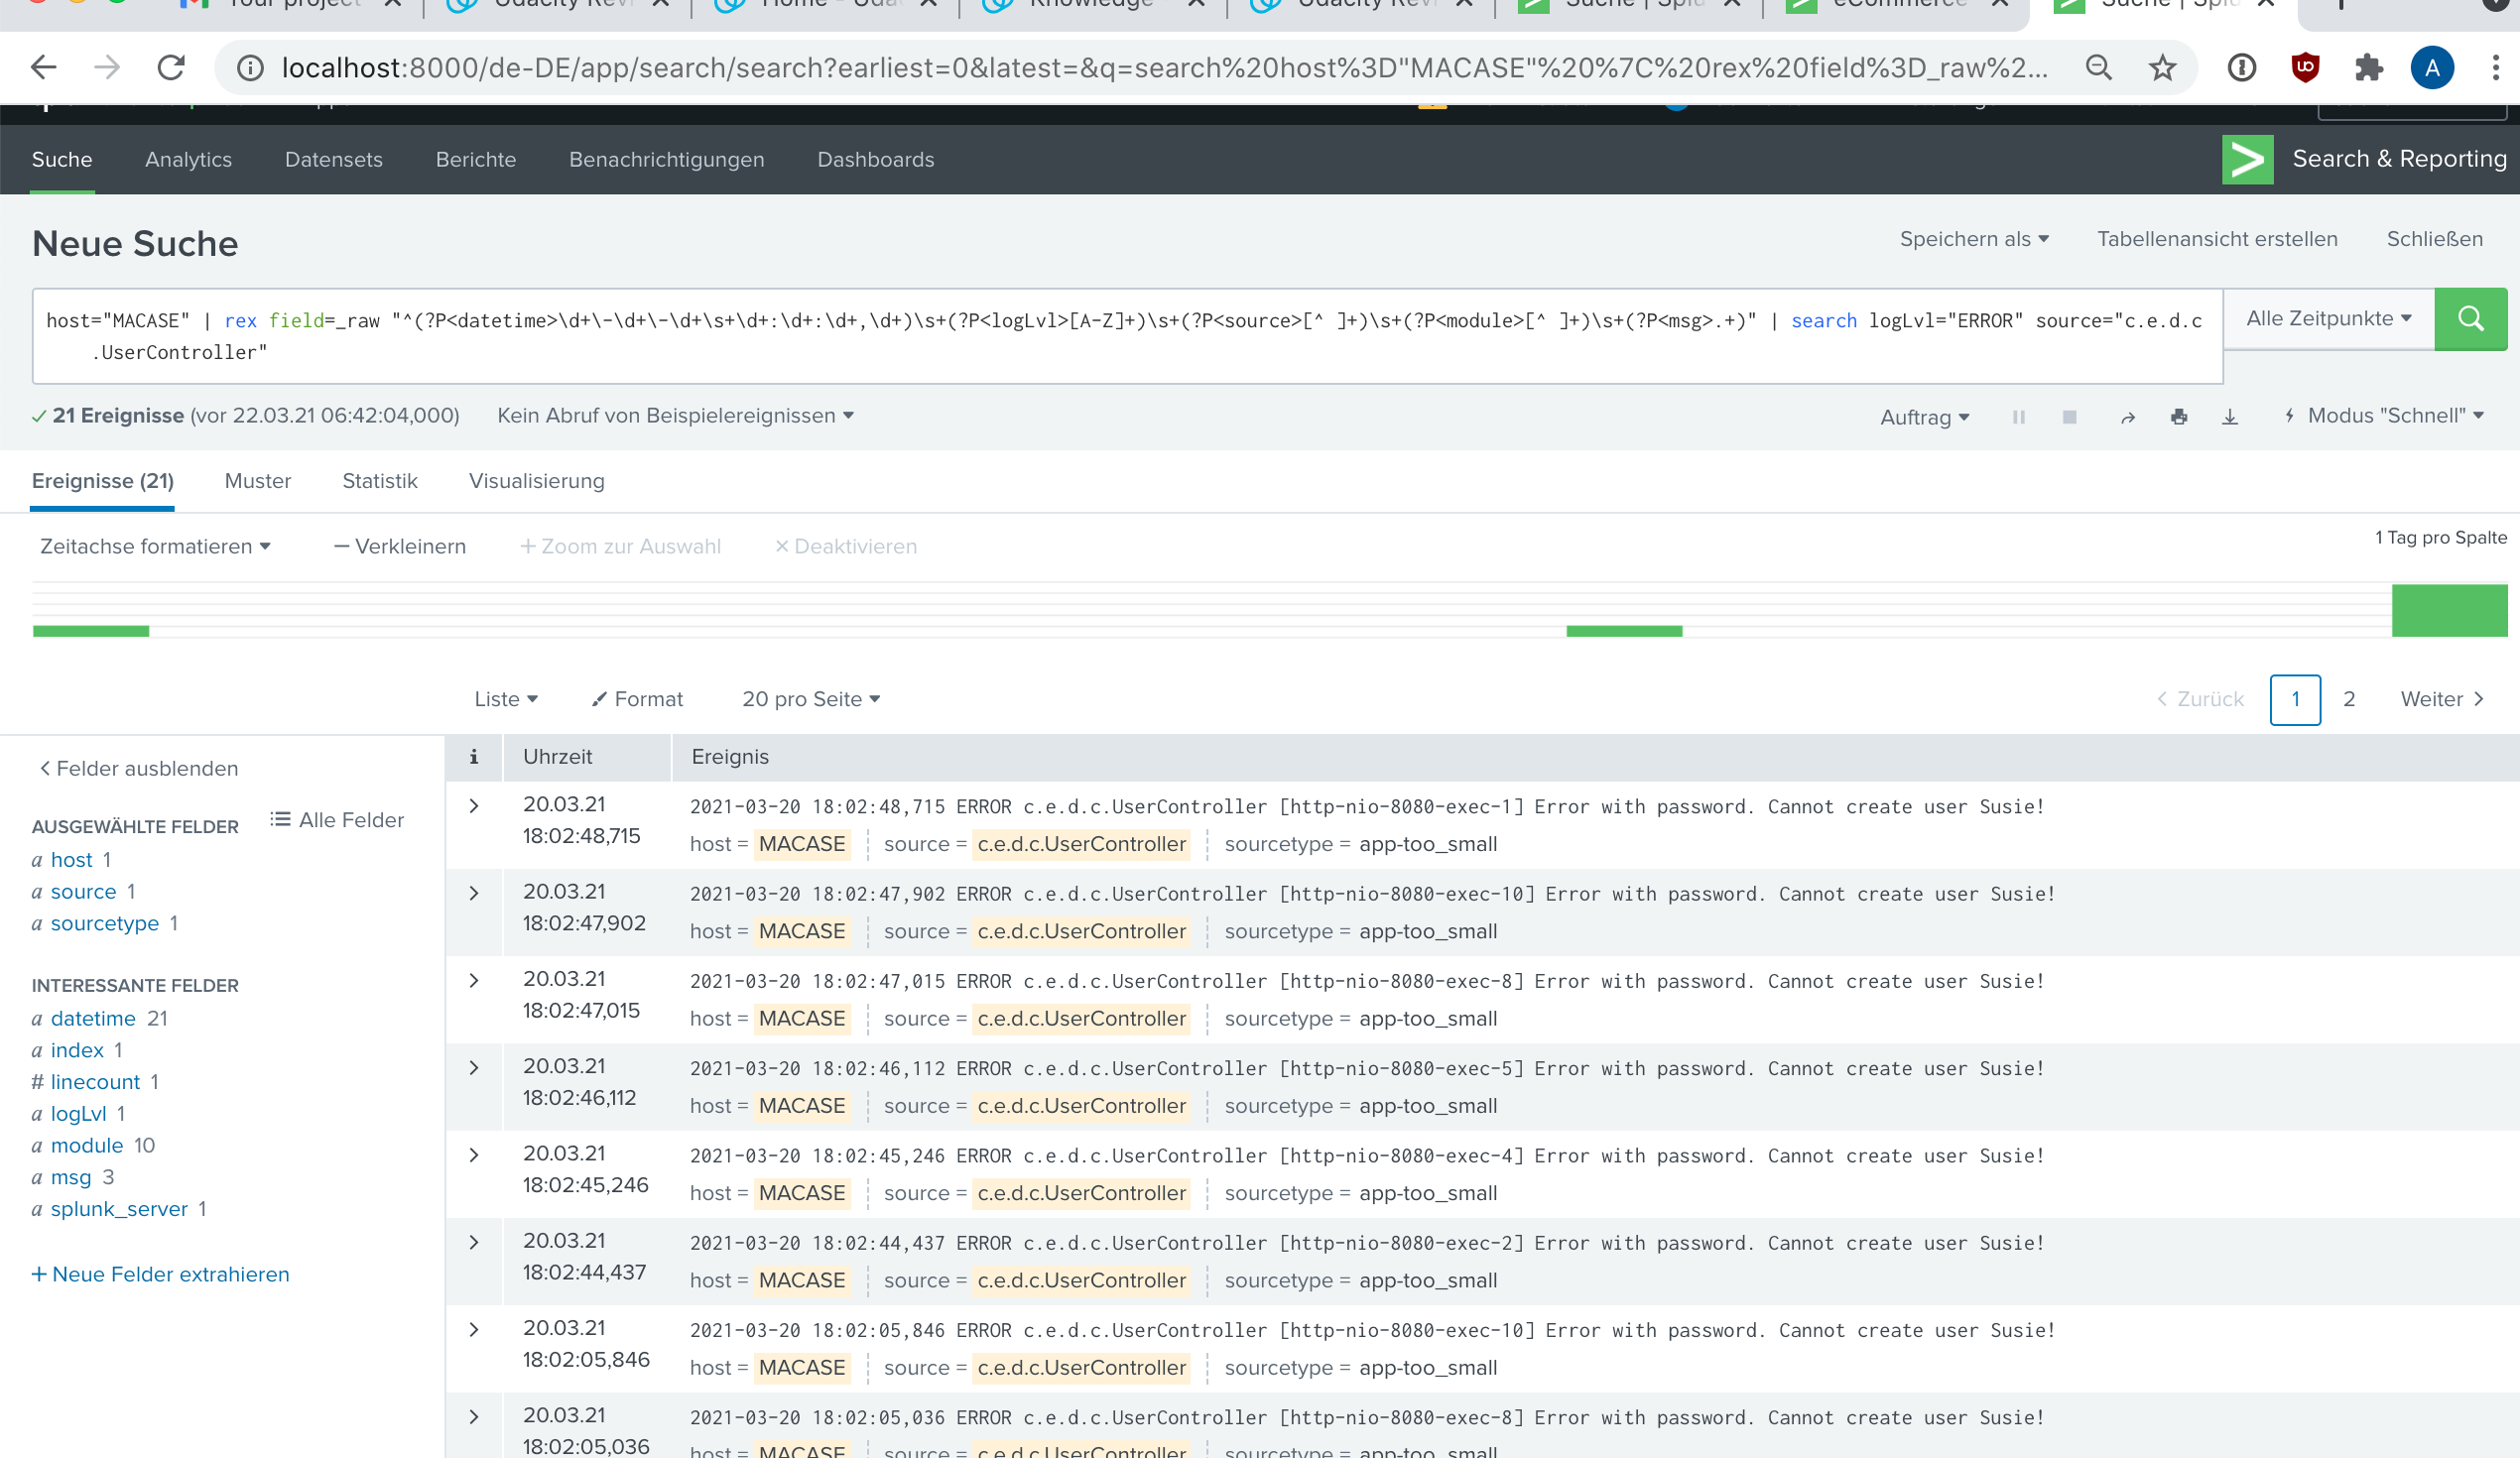 Your project
Udacity Rev
Home - Uda
Knowledge
Udacity Rev
Suche | Splu
eCommerce
Suche | Splu
localhost:8000/de-DE/app/search/search?earliest=0&latest=&q=search%20host%3D"MACASE"%20%7C%20rex%20field%3D_raw%2...
A
Suche Analytics Datensets Berichte Benachrichtigungen Dashboards
Search & Reporting
Neue Suche
Speichern als Tabellenansicht erstellen Schließen
host="MACASE" | rex field=_raw "^(?P<datetime>\d+\-\d+\-\d+\s+\d+:\d+:\d+,\d+)\s+(?P<logLvl>[A-Z]+)\s+(?P<source>[^ ]+)\s+(?P<module>[^ ]+)\s+(?P<msg>.+)" | search logLvl="ERROR" source="c.e.d.c
.UserController"
Alle Zeitpunkte
21 Ereignisse (vor 22.03.21 06:42:04,000) Kein Abruf von Beispielereignissen
Auftrag
Modus "Schnell"
Ereignisse (21) Muster Statistik Visualisierung
Zeitachse formatieren — Verkleinern + Zoom zur Auswahl × Deaktivieren
1 Tag pro Spalte
Liste Format 20 pro Seite
< Zurück 1 2 Weiter >
< Felder ausblenden
AUSGEWÄHLTE FELDER Alle Felder
a host 1
a source 1
a sourcetype 1
INTERESSANTE FELDER
a datetime 21
a index 1
# linecount 1
a logLvl 1
a module 10
a msg 3
a splunk_server 1
+ Neue Felder extrahieren
i Uhrzeit Ereignis
> 20.03.21
18:02:48,715
2021-03-20 18:02:48,715 ERROR c.e.d.c.UserController [http-nio-8080-exec-1] Error with password. Cannot create user Susie!
host = MACASE source = c.e.d.c.UserController sourcetype = app-too_small
> 20.03.21
18:02:47,902
2021-03-20 18:02:47,902 ERROR c.e.d.c.UserController [http-nio-8080-exec-10] Error with password. Cannot create user Susie!
host = MACASE source = c.e.d.c.UserController sourcetype = app-too_small
> 20.03.21
18:02:47,015
2021-03-20 18:02:47,015 ERROR c.e.d.c.UserController [http-nio-8080-exec-8] Error with password. Cannot create user Susie!
host = MACASE source = c.e.d.c.UserController sourcetype = app-too_small
> 20.03.21
18:02:46,112
2021-03-20 18:02:46,112 ERROR c.e.d.c.UserController [http-nio-8080-exec-5] Error with password. Cannot create user Susie!
host = MACASE source = c.e.d.c.UserController sourcetype = app-too_small
> 20.03.21
18:02:45,246
2021-03-20 18:02:45,246 ERROR c.e.d.c.UserController [http-nio-8080-exec-4] Error with password. Cannot create user Susie!
host = MACASE source = c.e.d.c.UserController sourcetype = app-too_small
> 20.03.21
18:02:44,437
2021-03-20 18:02:44,437 ERROR c.e.d.c.UserController [http-nio-8080-exec-2] Error with password. Cannot create user Susie!
host = MACASE source = c.e.d.c.UserController sourcetype = app-too_small
> 20.03.21
18:02:05,846
2021-03-20 18:02:05,846 ERROR c.e.d.c.UserController [http-nio-8080-exec-10] Error with password. Cannot create user Susie!
host = MACASE source = c.e.d.c.UserController sourcetype = app-too_small
> 20.03.21
18:02:05,036
2021-03-20 18:02:05,036 ERROR c.e.d.c.UserController [http-nio-8080-exec-8] Error with password. Cannot create user Susie!
host = MACASE source = c.e.d.c.UserController sourcetype = app-too_small